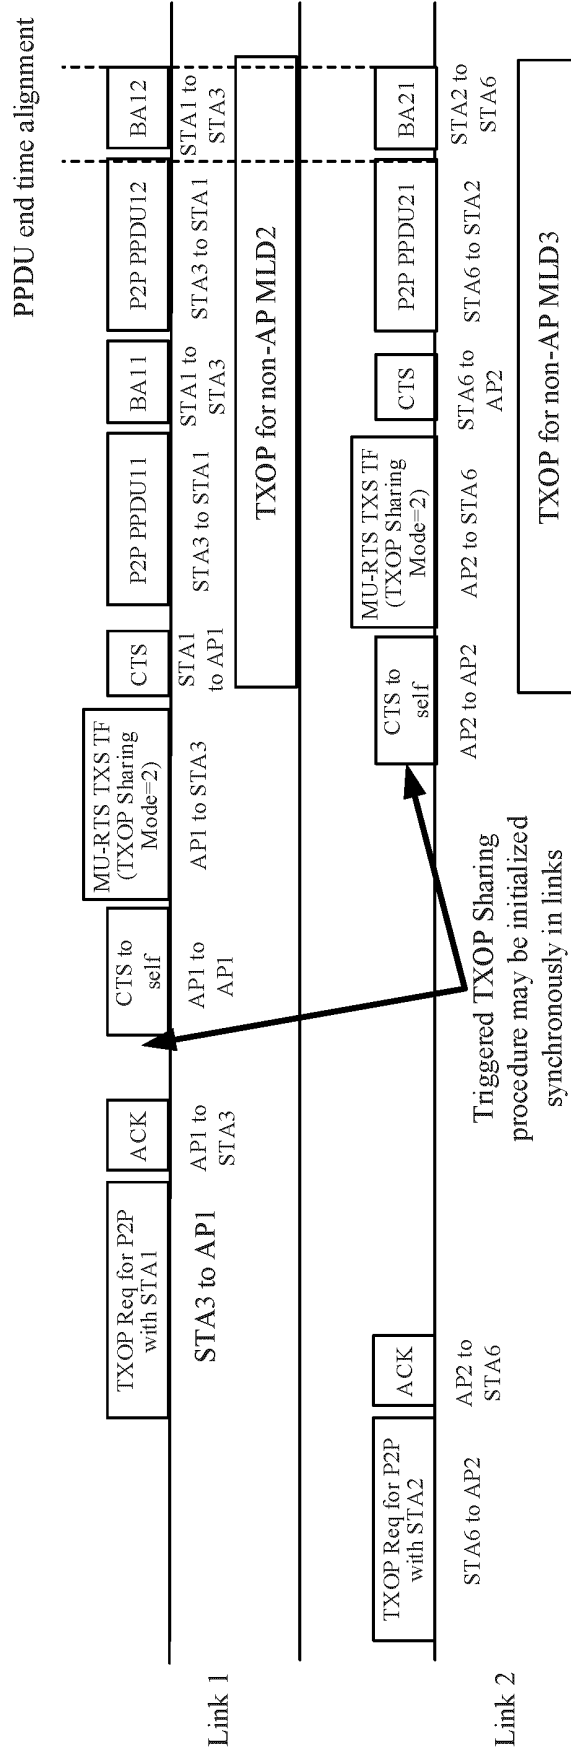 PPDU end time alignment
TXOP Req for P2P
with STA1
STA3 to AP1
ACK
AP1 to
STA3
CTS to
self
AP1 to
AP1
MU-RTS TXS TF
(TXOP Sharing
Mode=2)
AP1 to STA3
CTS
STA1
to AP1
P2P PPDU11
STA3 to STA1
BA11
STA1 to
STA3
P2P PPDU12
STA3 to STA1
BA12
STA1 to
STA3
TXOP for non-AP MLD2
Link 1
TXOP Req for P2P
with STA2
STA6 to AP2
ACK
AP2 to
STA6
CTS to
self
AP2 to AP2
MU-RTS TXS TF
(TXOP Sharing
Mode=2)
AP2 to STA6
CTS
STA6 to
AP2
P2P PPDU21
STA6 to STA2
BA21
STA2 to
STA6
TXOP for non-AP MLD3
Triggered TXOP Sharing
procedure may be initialized
synchronously in links
Link 2